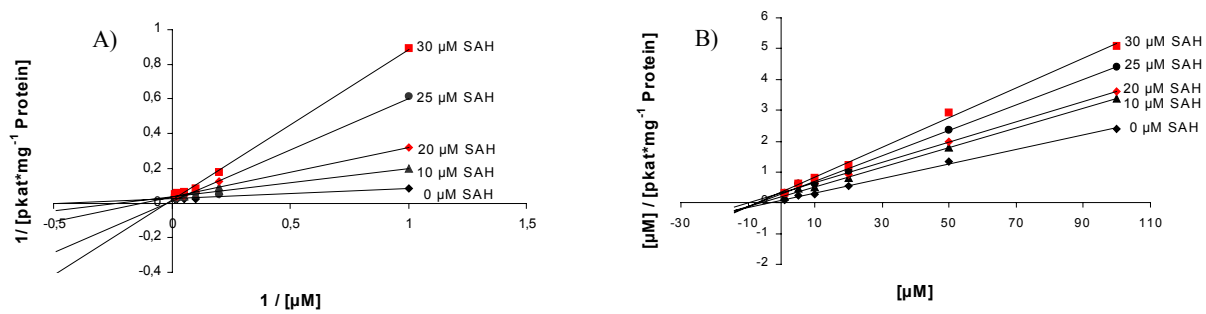 A)
1/ [pkat*mg⁻¹ Protein]
1
0,8
0,6
0,4
0,2
0
-0,2
-0,4
-0,5
0
0,5
1
1,5
30 µM SAH
25 µM SAH
20 µM SAH
10 µM SAH
0 µM SAH
1 / [µM]
B)
[µM] / [pkat*mg⁻¹ Protein]
6
5
4
3
2
1
0
-1
-2
-30
-10
10
30
50
70
90
110
30 µM SAH
25 µM SAH
20 µM SAH
10 µM SAH
0 µM SAH
[µM]